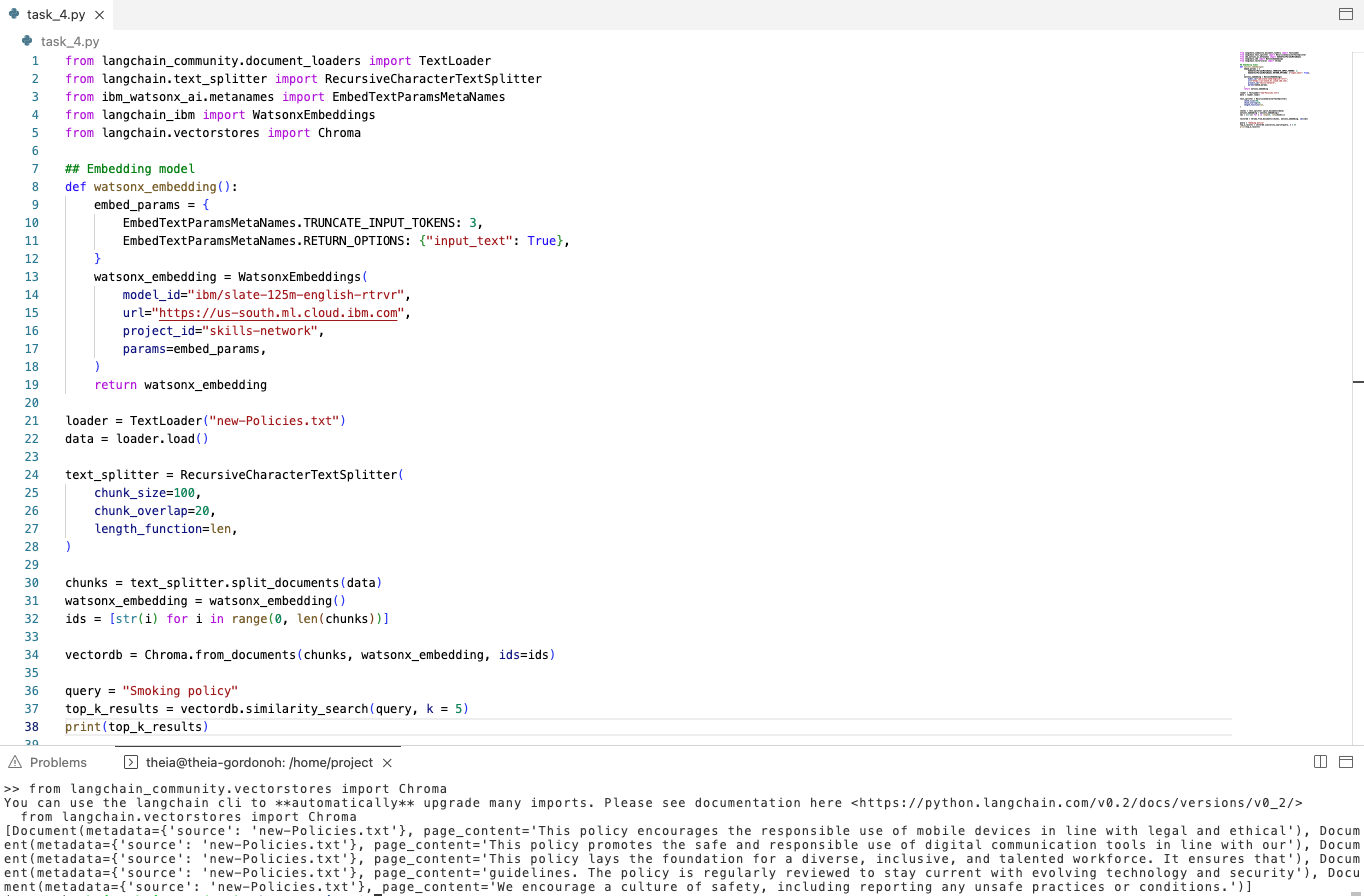 task_4.py
task_4.py
1 from langchain_community.document_loaders import TextLoader
2 from langchain.text_splitter import RecursiveCharacterTextSplitter
3 from ibm_watsonx_ai.metanames import EmbedTextParamsMetaNames
4 from langchain_ibm import WatsonxEmbeddings
5 from langchain.vectorstores import Chroma
6
7 ## Embedding model
8 def watsonx_embedding():
9     embed_params = {
10         EmbedTextParamsMetaNames.TRUNCATE_INPUT_TOKENS: 3,
11         EmbedTextParamsMetaNames.RETURN_OPTIONS: {"input_text": True},
12     }
13     watsonx_embedding = WatsonxEmbeddings(
14         model_id="ibm/slate-125m-english-rtrvr",
15         url="https://us-south.ml.cloud.ibm.com",
16         project_id="skills-network",
17         params=embed_params,
18     )
19     return watsonx_embedding
20
21 loader = TextLoader("new-Policies.txt")
22 data = loader.load()
23
24 text_splitter = RecursiveCharacterTextSplitter(
25     chunk_size=100,
26     chunk_overlap=20,
27     length_function=len,
28 )
29
30 chunks = text_splitter.split_documents(data)
31 watsonx_embedding = watsonx_embedding()
32 ids = [str(i) for i in range(0, len(chunks))]
33
34 vectordb = Chroma.from_documents(chunks, watsonx_embedding, ids=ids)
35
36 query = "Smoking policy"
37 top_k_results = vectordb.similarity_search(query, k = 5)
38 print(top_k_results)
39
Problems theia@theia-gordonoh: /home/project
>> from langchain_community.vectorstores import Chroma
You can use the langchain cli to **automatically** upgrade many imports. Please see documentation here <https://python.langchain.com/v0.2/docs/versions/v0_2/>
  from langchain.vectorstores import Chroma
[Document(metadata={'source': 'new-Policies.txt'}, page_content='This policy encourages the responsible use of mobile devices in line with legal and ethical'), Docum
ent(metadata={'source': 'new-Policies.txt'}, page_content='This policy promotes the safe and responsible use of digital communication tools in line with our'), Docum
ent(metadata={'source': 'new-Policies.txt'}, page_content='This policy lays the foundation for a diverse, inclusive, and talented workforce. It ensures that'), Docum
ent(metadata={'source': 'new-Policies.txt'}, page_content='guidelines. The policy is regularly reviewed to stay current with evolving technology and security'), Docu
ment(metadata={'source': 'new-Policies.txt'}, page_content='We encourage a culture of safety, including reporting any unsafe practices or conditions.')]